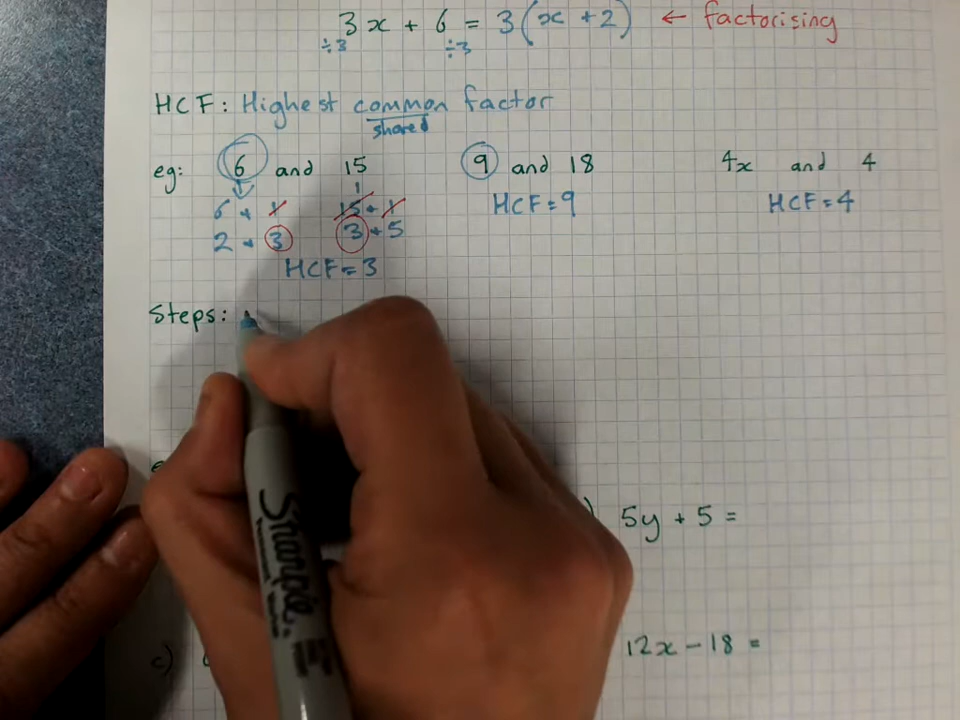 3x + 6 = 3(x + 2) ← factorising
÷3 ÷3
HCF: Highest common factor
shared
eg: 6 and 15 9 and 18 4x and 4
HCF = 9 HCF = 4
1
6 + 1 15 + 1
2 + 3 3 + 5
HCF = 3
Steps:
5y + 5 =
c) 12x - 18 =
Sharpie